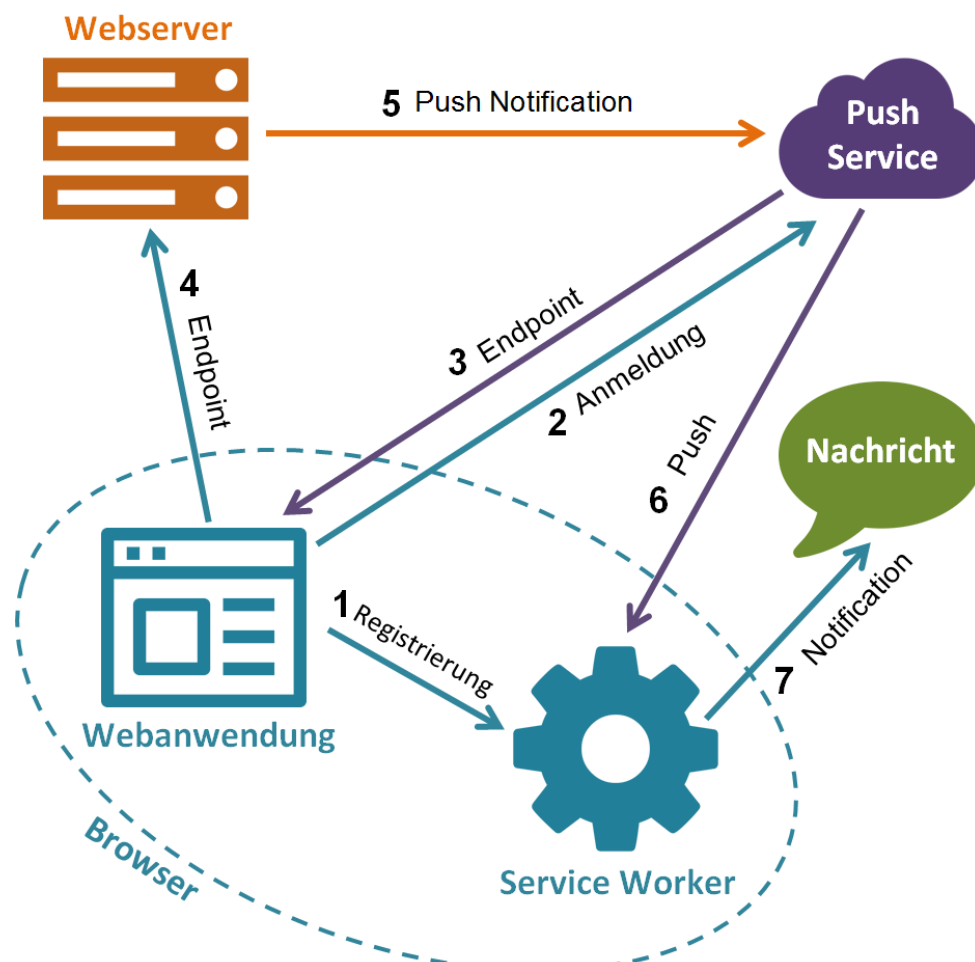 Webserver
5 Push Notification
Push
Service
4 Endpoint
3 Endpoint
2 Anmeldung
6 Push
Nachricht
1 Registrierung
7 Notification
Webanwendung
Browser
Service Worker